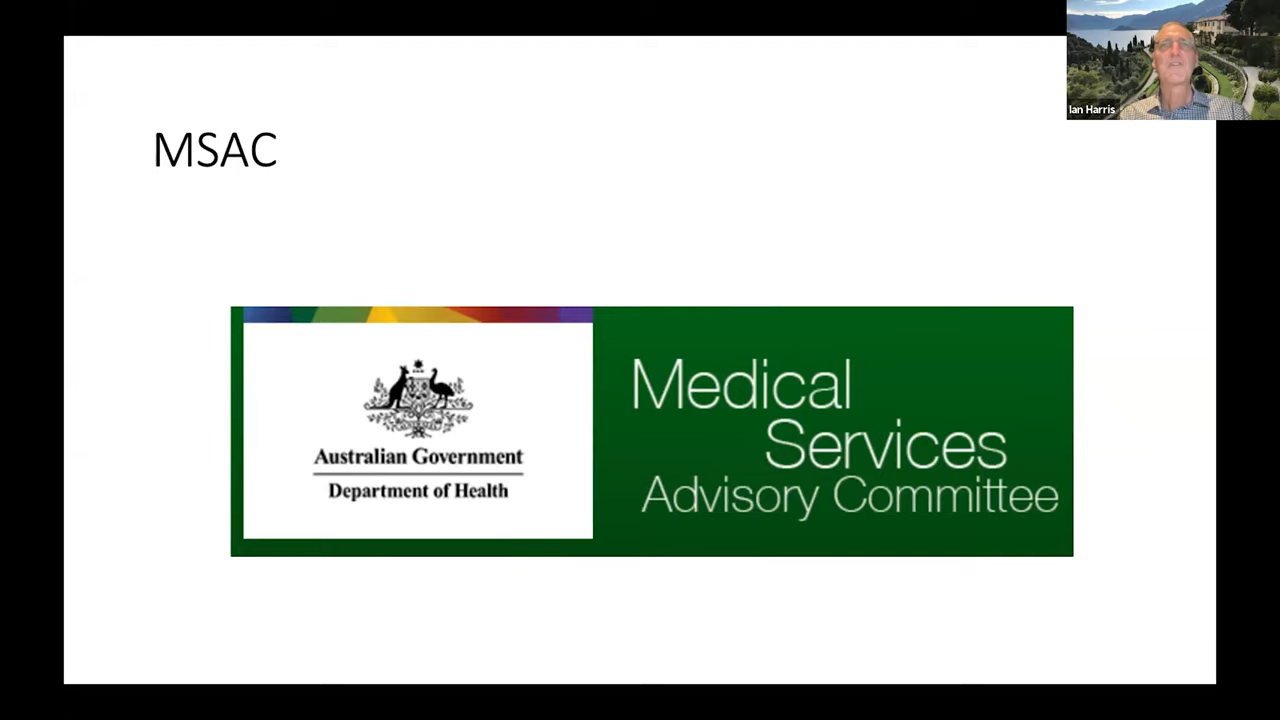 Ian Harris
MSAC
Australian Government
Department of Health
Medical
Services
Advisory Committee